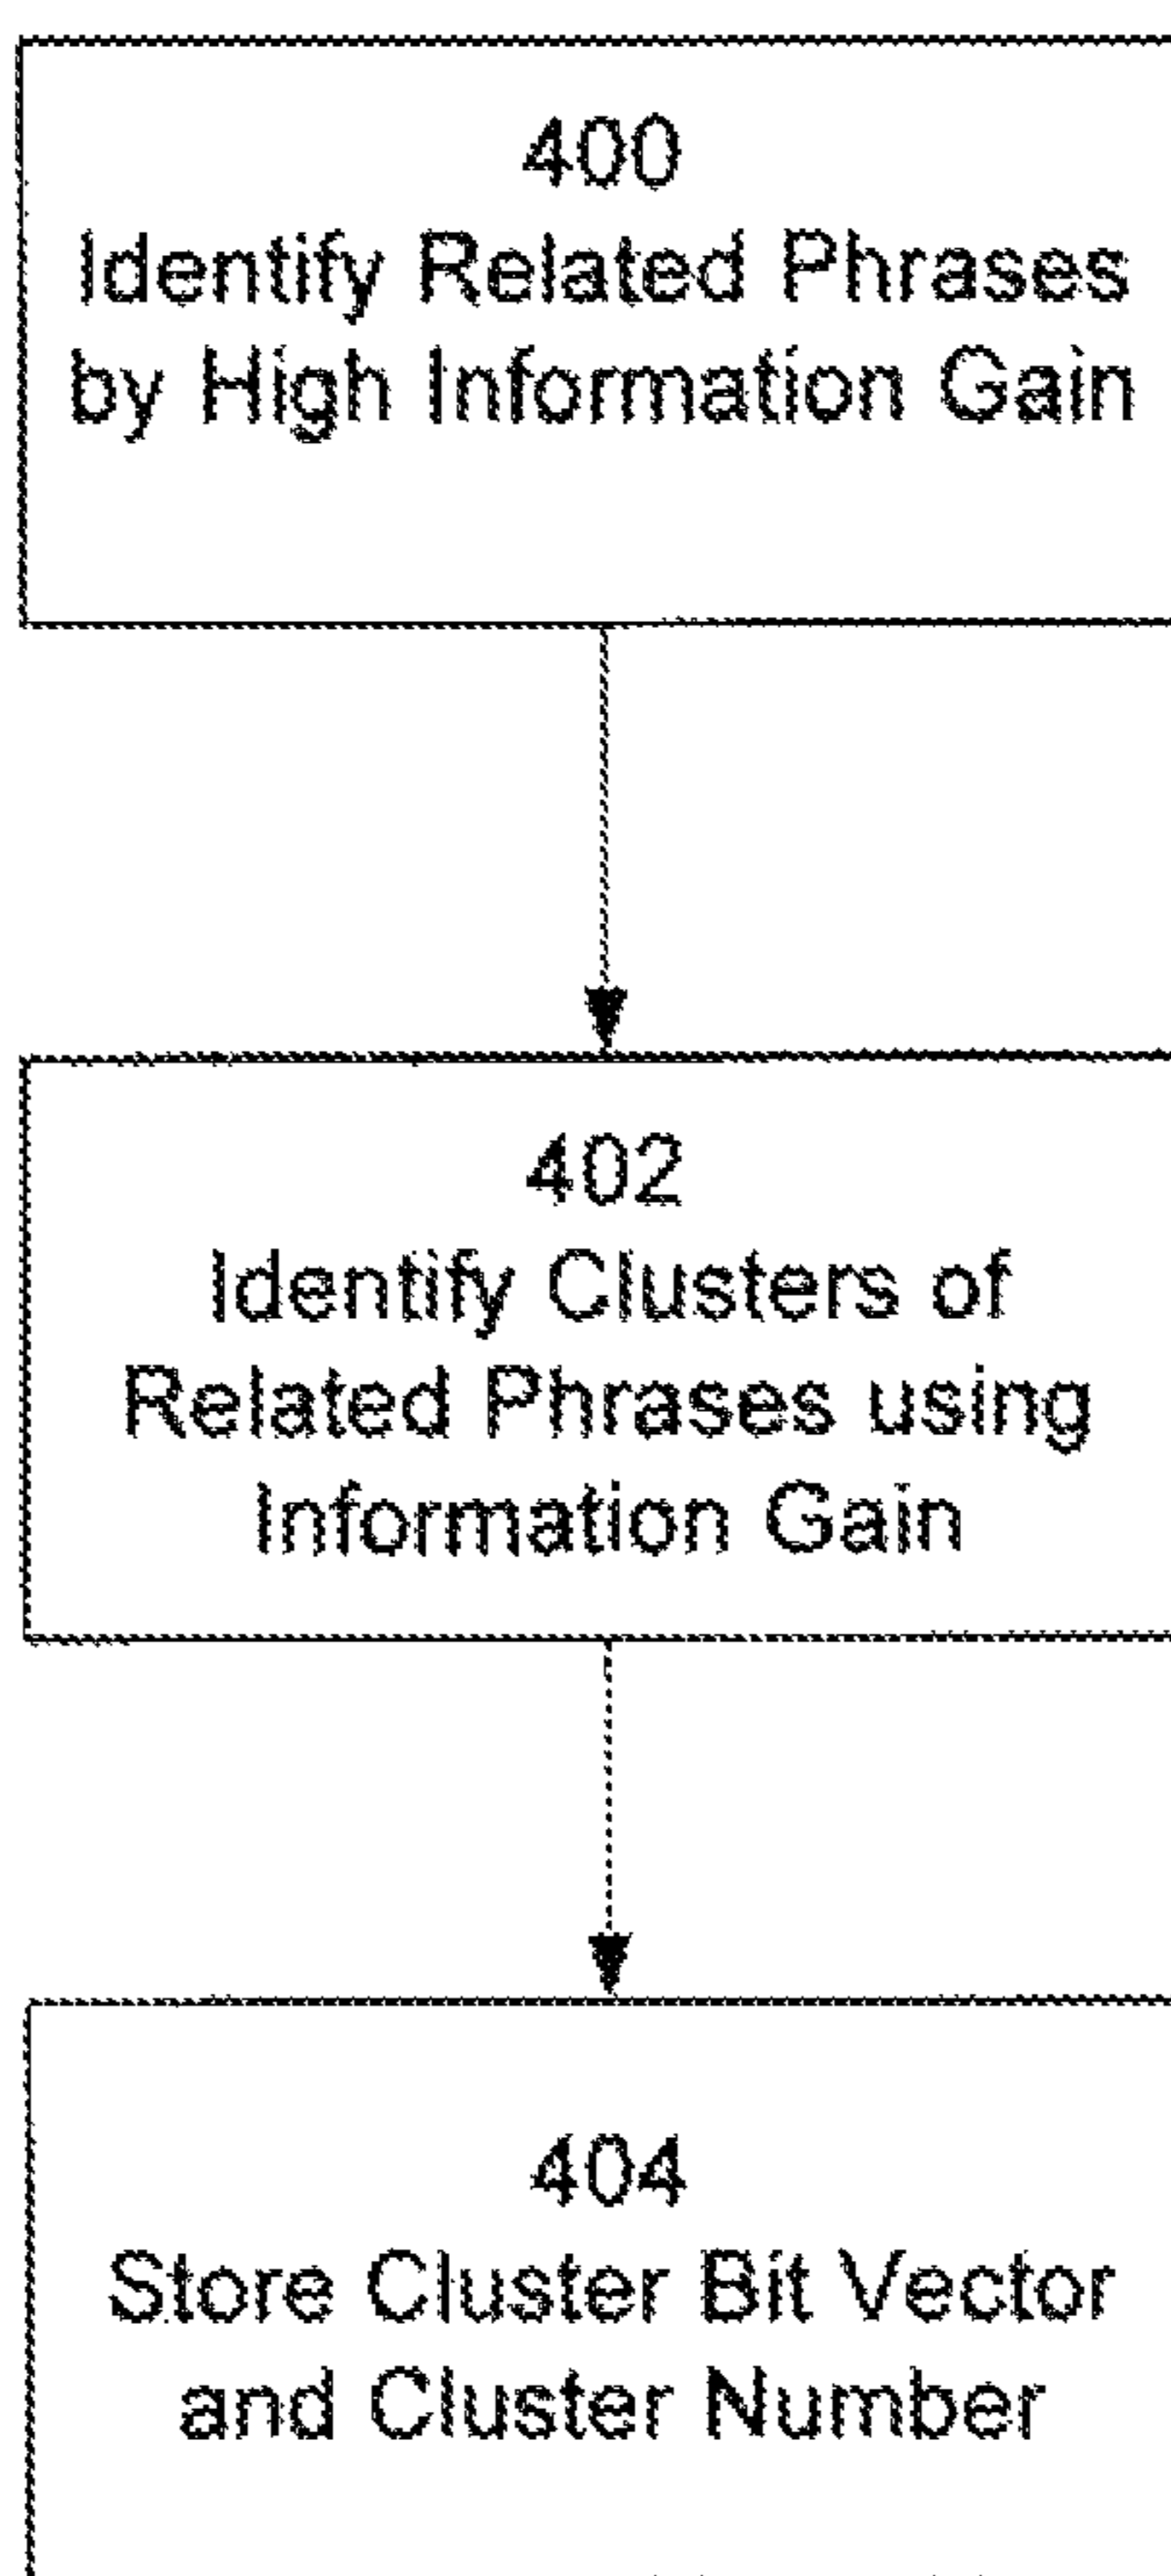 400
Identify Related Phrases
by High Information Gain
402
Identify Clusters of
Related Phrases using
Information Gain
404
Store Cluster Bit Vector
and Cluster Number